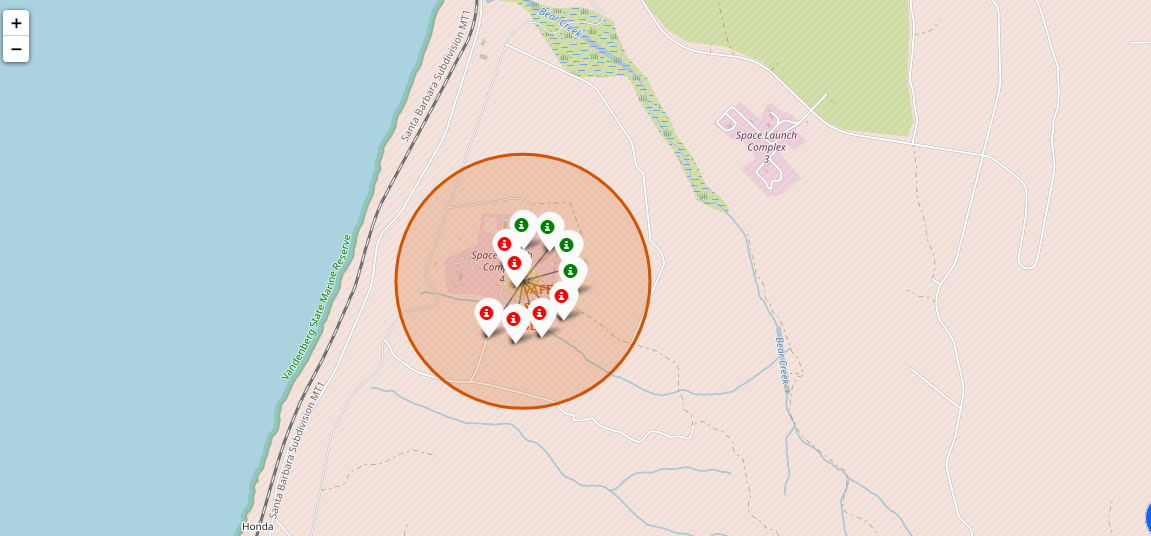 +
−
Bear Creek
Santa Barbara Subdivision MT1
Space Launch
Complex
3
Vandenberg State Marine Reserve
4
Bear Creek
Santa Barbara Subdivision MT1
Honda